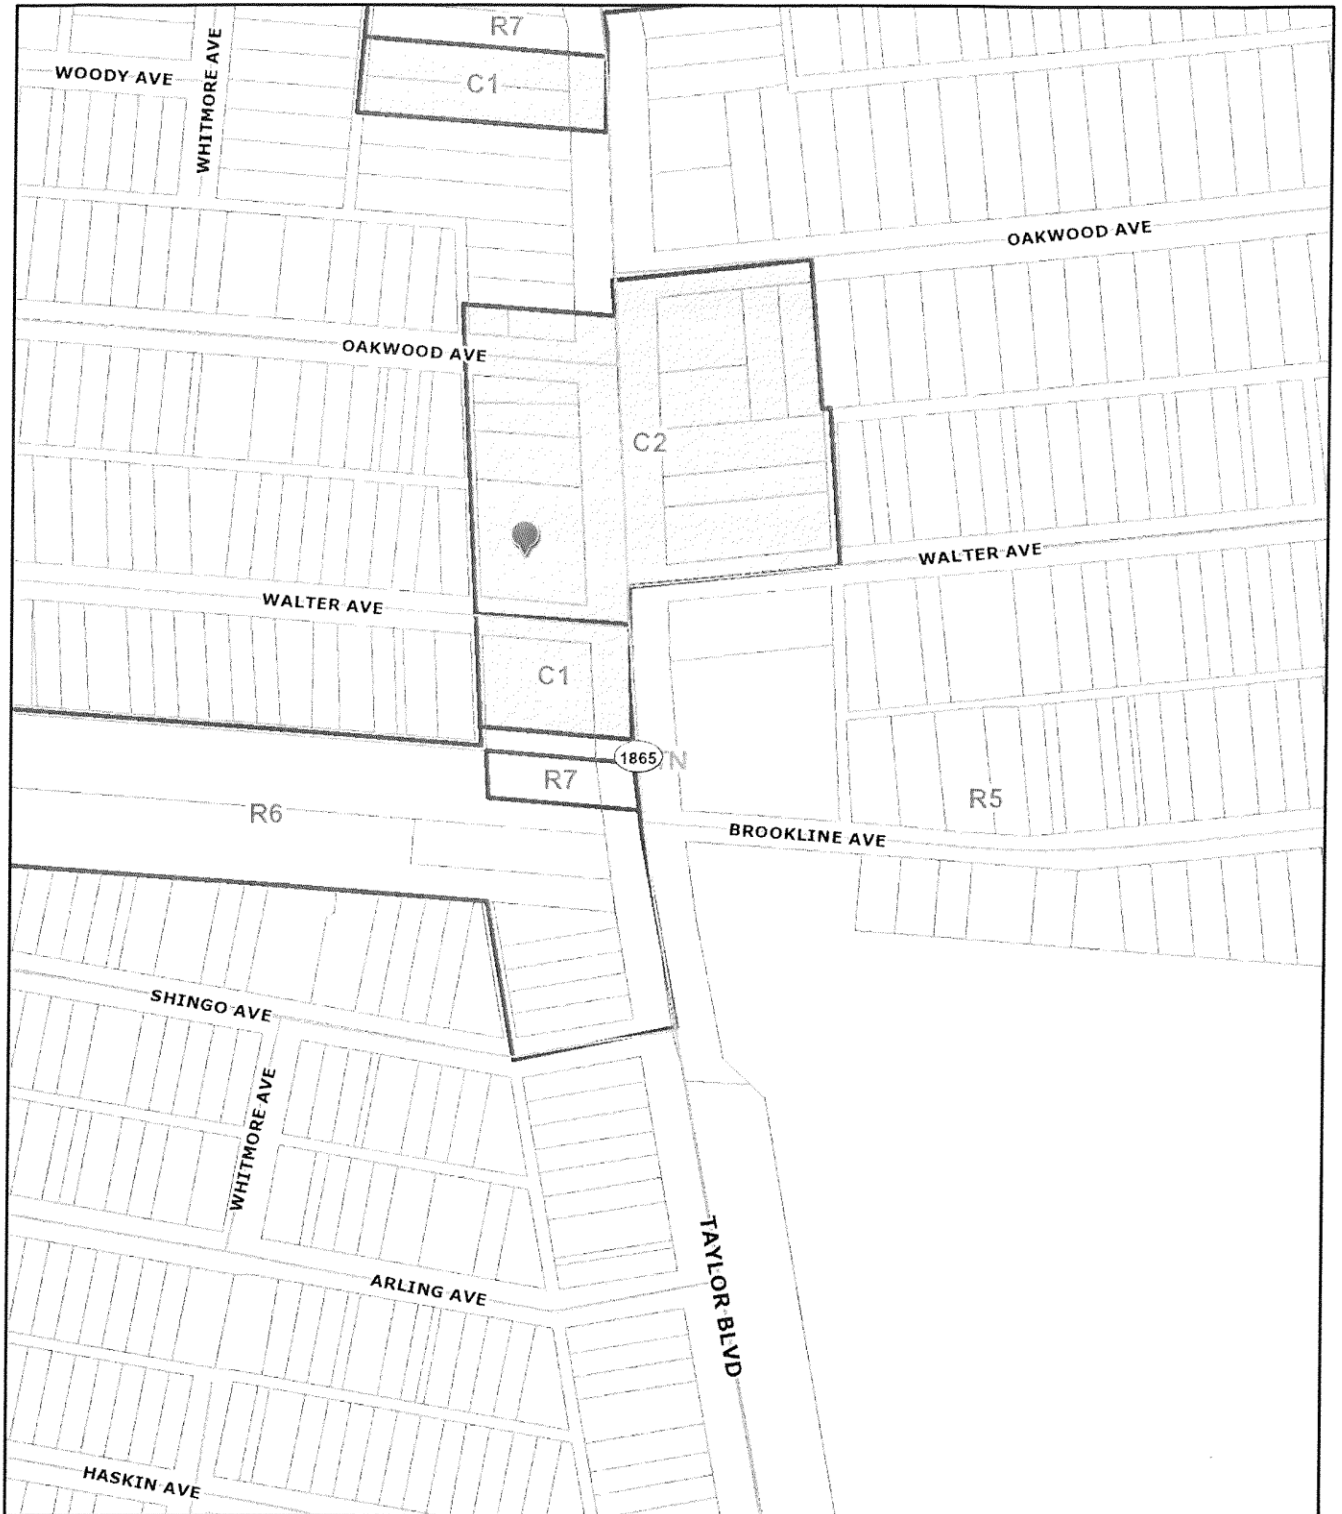 R7
C1
WOODY AVE
WHITMORE AVE
OAKWOOD AVE
OAKWOOD AVE
C2
WALTER AVE
WALTER AVE
C1
1865
TN
R7
R6
R5
BROOKLINE AVE
SHINGO AVE
WHITMORE AVE
TAYLOR BLVD
ARLING AVE
HASKIN AVE